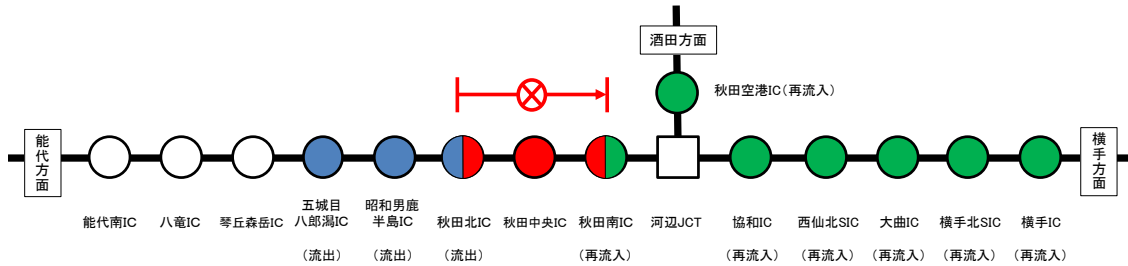 酒田方面
秋田空港IC(再流入)
能代方面
横手方面
能代南IC
八竜IC
琴丘森岳IC
五城目
八郎潟IC
(流出)
昭和男鹿
半島IC
(流出)
秋田北IC
(流出)
秋田中央IC
秋田南IC
(再流入)
河辺JCT
協和IC
(再流入)
西仙北SIC
(再流入)
大曲IC
(再流入)
横手北SIC
(再流入)
横手IC
(再流入)